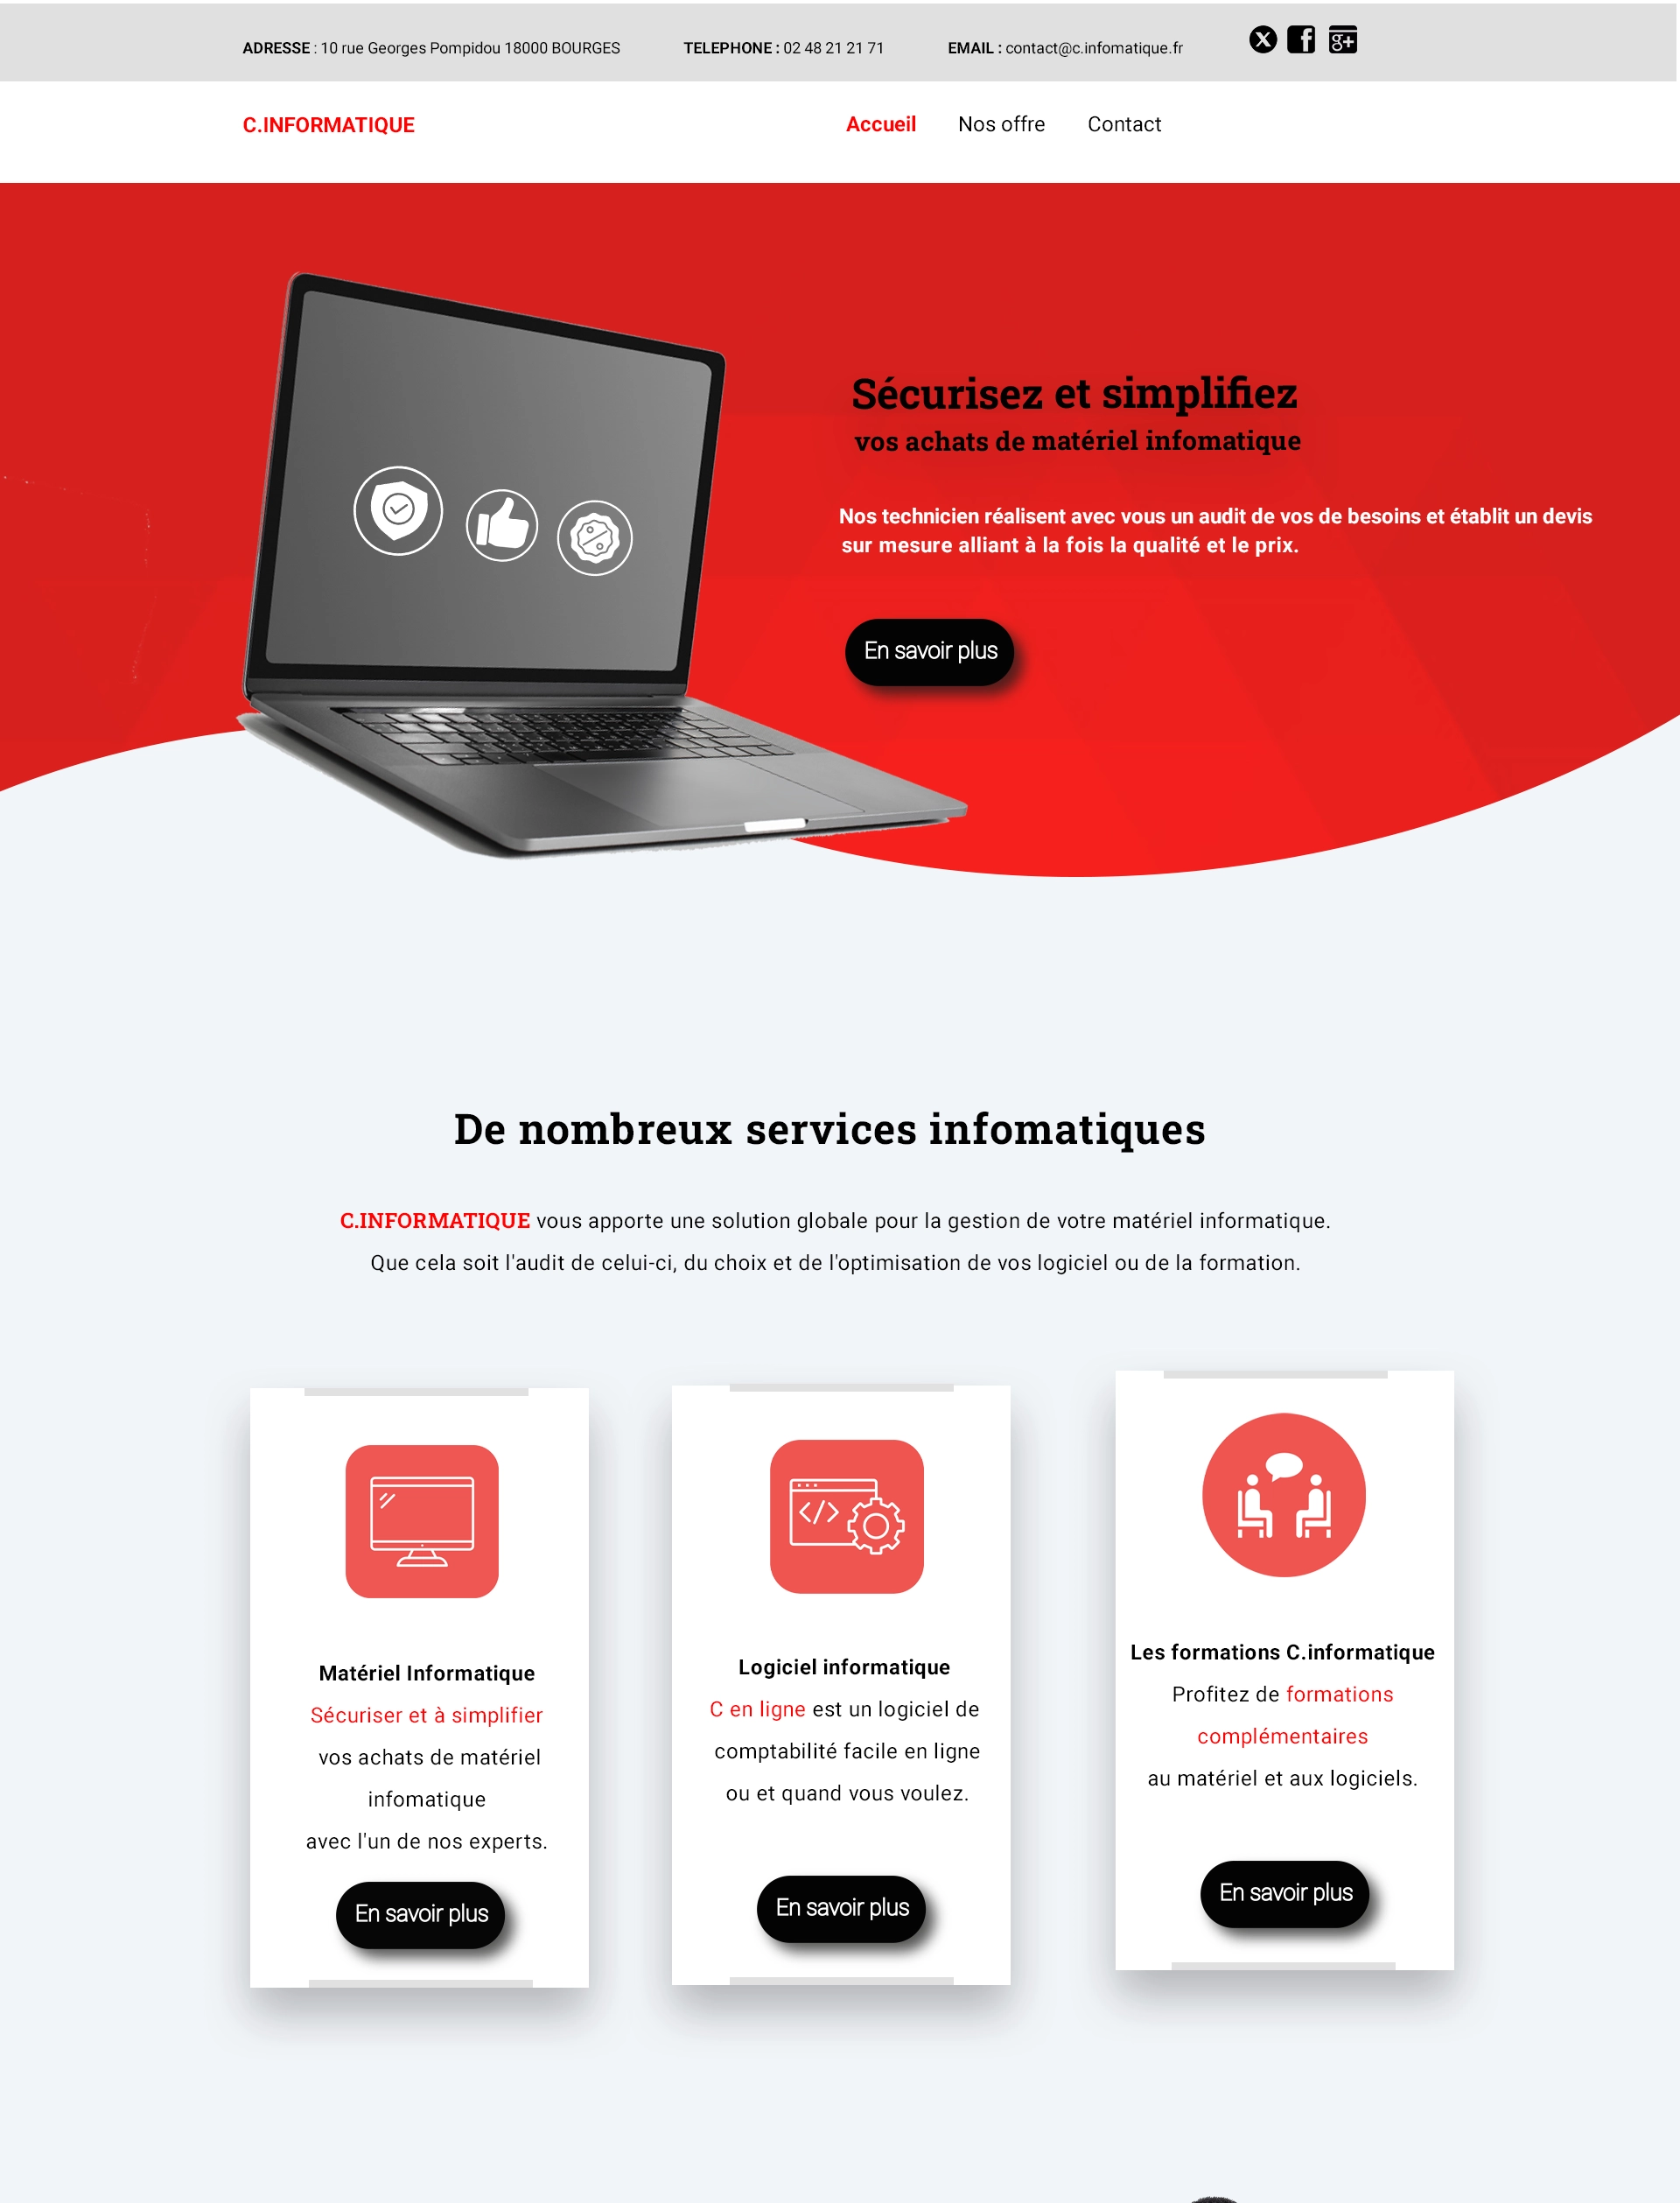 ADRESSE : 10 rue Georges Pompidou 18000 BOURGES
TELEPHONE : 02 48 21 21 71
EMAIL : contact@c.infomatique.fr
X f g+
C.INFORMATIQUE
Accueil
Nos offre
Contact
Sécurisez et simplifiez
vos achats de matériel infomatique
Nos technicien réalisent avec vous un audit de vos de besoins et établit un devis
sur mesure alliant à la fois la qualité et le prix.
En savoir plus
De nombreux services infomatiques
C.INFORMATIQUE vous apporte une solution globale pour la gestion de votre matériel informatique.
Que cela soit l'audit de celui-ci, du choix et de l'optimisation de vos logiciel ou de la formation.
Matériel Informatique
Sécuriser et à simplifier
vos achats de matériel
infomatique
avec l'un de nos experts.
En savoir plus
</>
Logiciel informatique
C en ligne est un logiciel de
comptabilité facile en ligne
ou et quand vous voulez.
En savoir plus
Les formations C.informatique
Profitez de formations
complémentaires
au matériel et aux logiciels.
En savoir plus